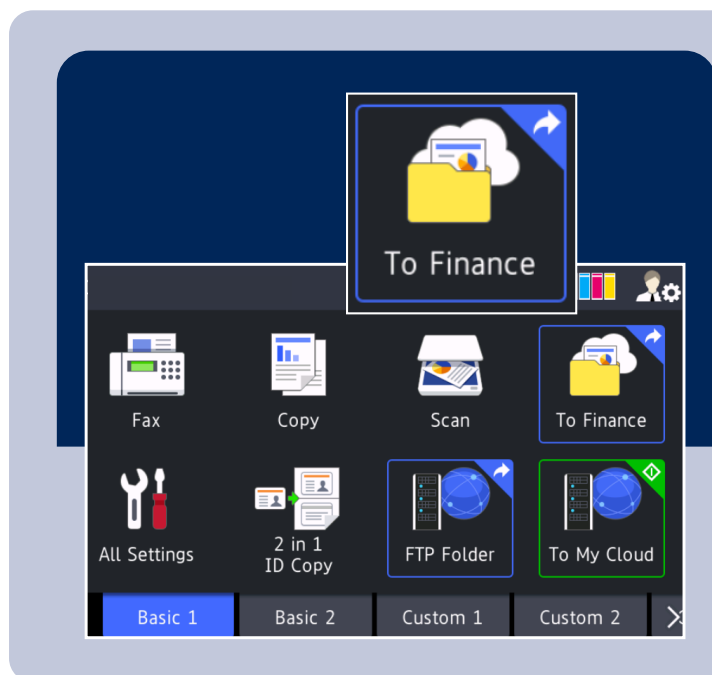 To Finance
Fax
Copy
Scan
To Finance
All Settings
2 in 1
ID Copy
FTP Folder
To My Cloud
Basic 1
Basic 2
Custom 1
Custom 2